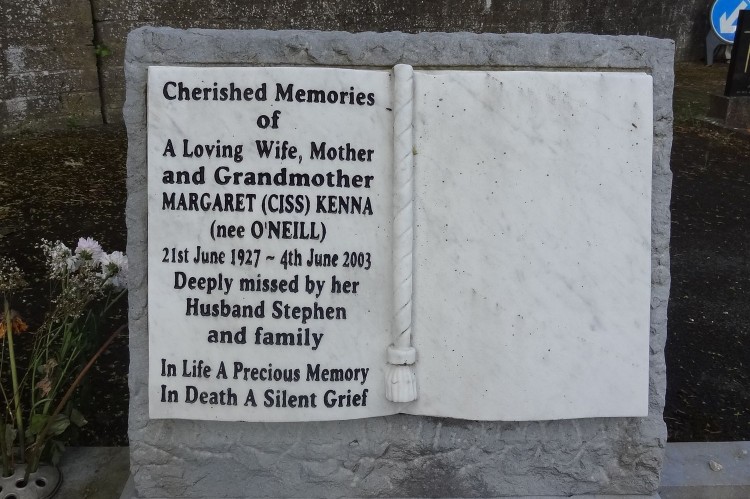 Cherished Memories
of
A Loving Wife, Mother
and Grandmother
MARGARET (CISS) KENNA
(nee O'NEILL)
21st June 1927 ~ 4th June 2003
Deeply missed by her
Husband Stephen
and family
In Life A Precious Memory
In Death A Silent Grief